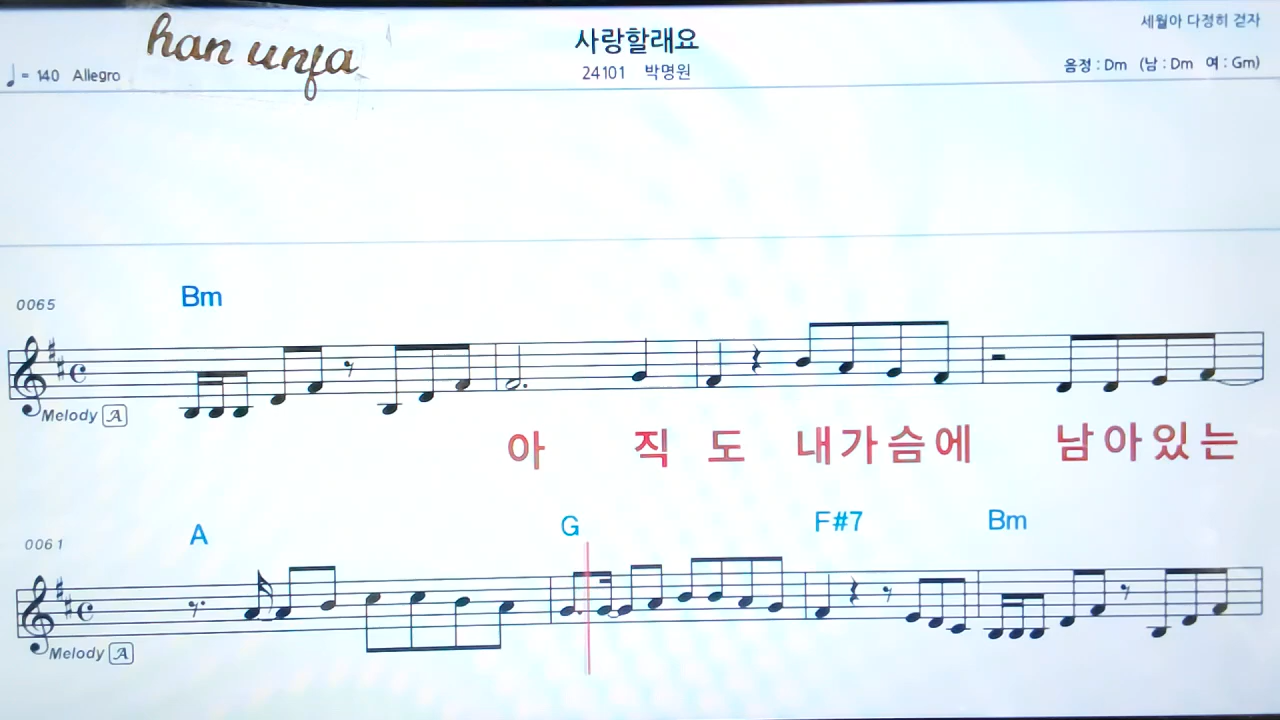 han unfa
사랑할래요
세월아 다정히 걷자
♩= 140 Allegro
24101 박명원
음정 : Dm (남 : Dm 여 : Gm)
0065
Bm
Melody A
아 직 도 내가슴에 남아있는
0061
A G F#7 Bm
Melody A